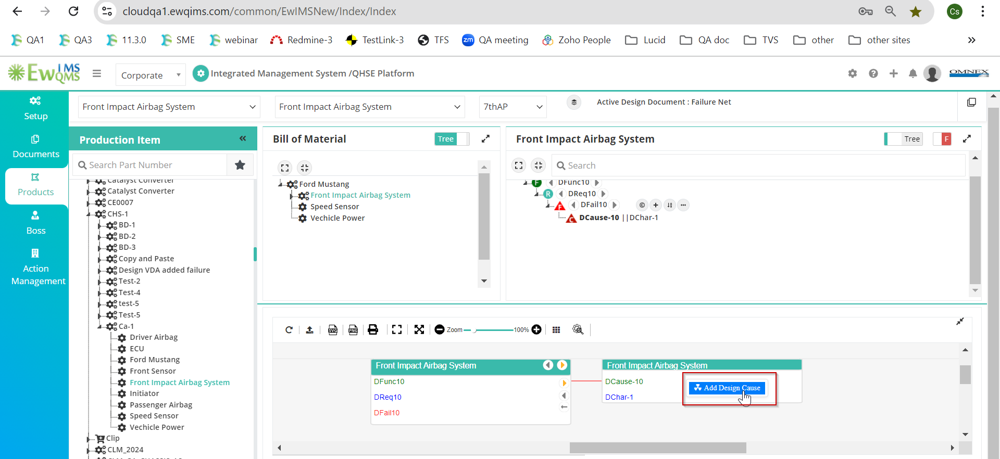 cloudqa1.ewqims.com/common/EwIMSNew/Index/Index
Cs
QA1
QA3
11.3.0
SME
webinar
Redmine-3
TestLink-3
TFS
zm QA meeting
Zoho People
Lucid
QA doc
TVS
other
other sites
EwIMS QMS
Corporate
Integrated Management System /QHSE Platform
OMNEX
Setup
Documents
Products
Boss
Action
Management
Front Impact Airbag System
Front Impact Airbag System
7thAP
Active Design Document : Failure Net
Production Item
Search Part Number
Catalyst Converter
Catalyst Converter
CE0007
CHS-1
BD-1
BD-2
BD-3
Copy and Paste
Design VDA added failure
Test-2
Test-4
test-5
Test-5
Ca-1
Driver Airbag
ECU
Ford Mustang
Front Sensor
Front Impact Airbag System
Initiator
Passenger Airbag
Speed Sensor
Vechicle Power
Clip
CLM_2024
Bill of Material
Tree
Ford Mustang
Front Impact Airbag System
Speed Sensor
Vechicle Power
Front Impact Airbag System
Tree
F
Search
F DFunc10
R DReq10
F DFail10
C DCause-10 ||DChar-1
SVG
PNG
Zoom
100%
Front Impact Airbag System
DFunc10
DReq10
DFail10
Front Impact Airbag System
DCause-10
DChar-1
Add Design Cause